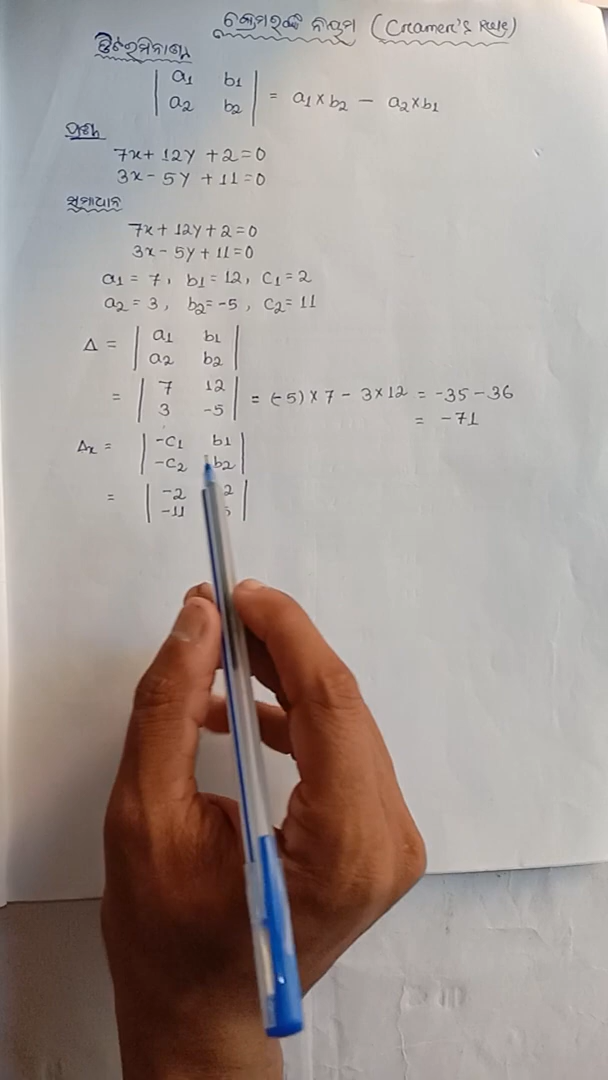 କ୍ରେମରଙ୍କ ନିୟମ (Cramer's Rule)
ଡିଟରମିନାଣ୍ଟ
| a1 b1 |
| a2 b2 | = a1×b2 − a2×b1
ପ୍ରଶ୍ନ
7x+ 12y + 2 = 0
3x − 5y + 11 = 0
ସମାଧାନ
7x + 12y + 2 = 0
3x − 5y + 11 = 0
a1 = 7, b1 = 12, c1 = 2
a2 = 3, b2 = −5, c2 = 11
Δ = | a1 b1 |
| a2 b2 |
= | 7 12 | = (−5) × 7 − 3×12 = −35 − 36
| 3 −5 | = −71
Δx = | −c1 b1 |
| −c2 b2 |
= | −2 2 |
| −11 |